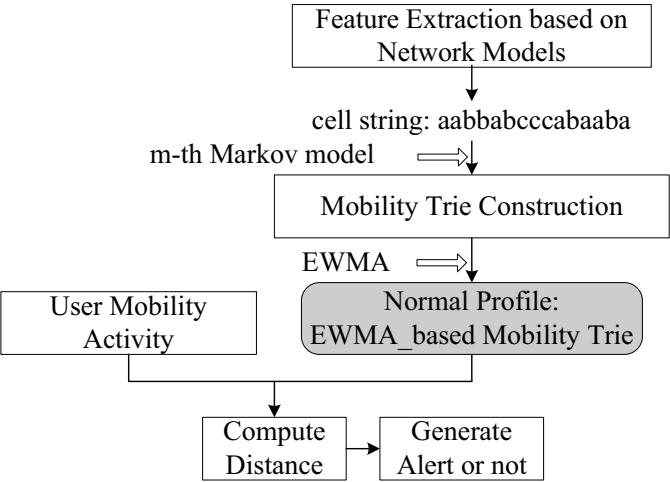 Feature Extraction based on
Network Models
cell string: aabbabcccabaaba
m-th Markov model
Mobility Trie Construction
EWMA
Normal Profile:
EWMA_based Mobility Trie
User Mobility
Activity
Compute
Distance
Generate
Alert or not